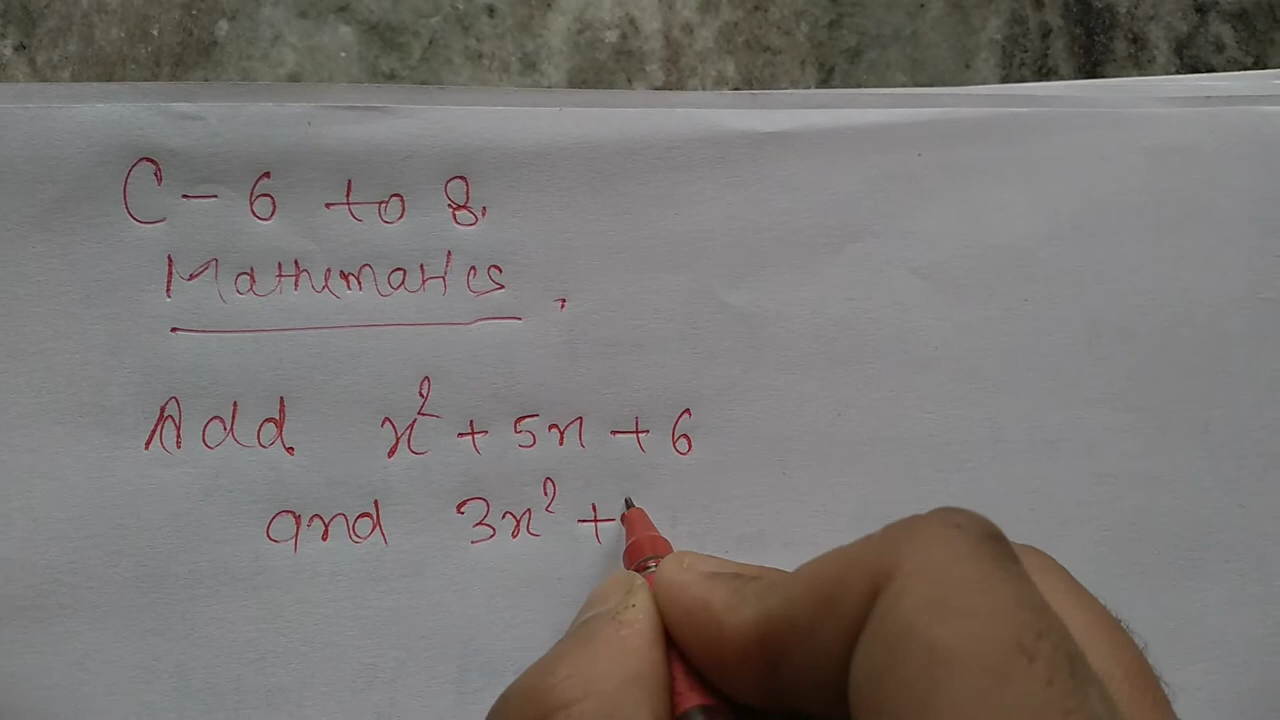 C-6 to 8.
Mathematics.
Add x² + 5x + 6
and 3x² +